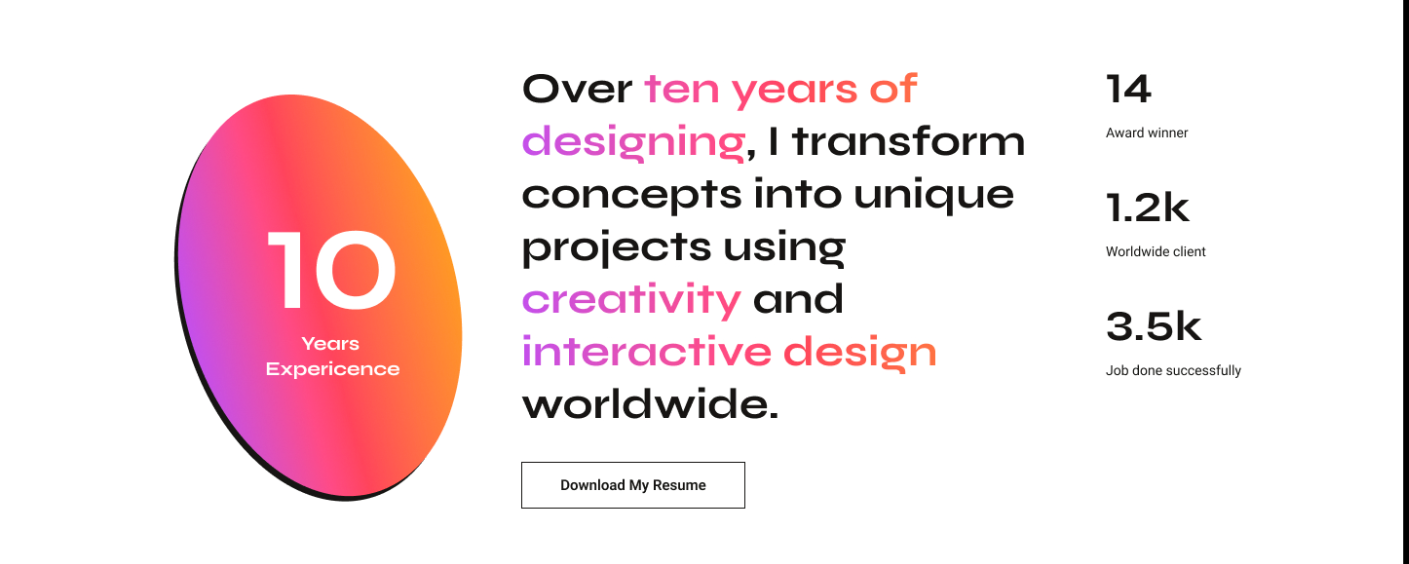 10
Years
Expericence
Over ten years of
designing, I transform
concepts into unique
projects using
creativity and
interactive design
worldwide.
Download My Resume
14
Award winner
1.2k
Worldwide client
3.5k
Job done successfully